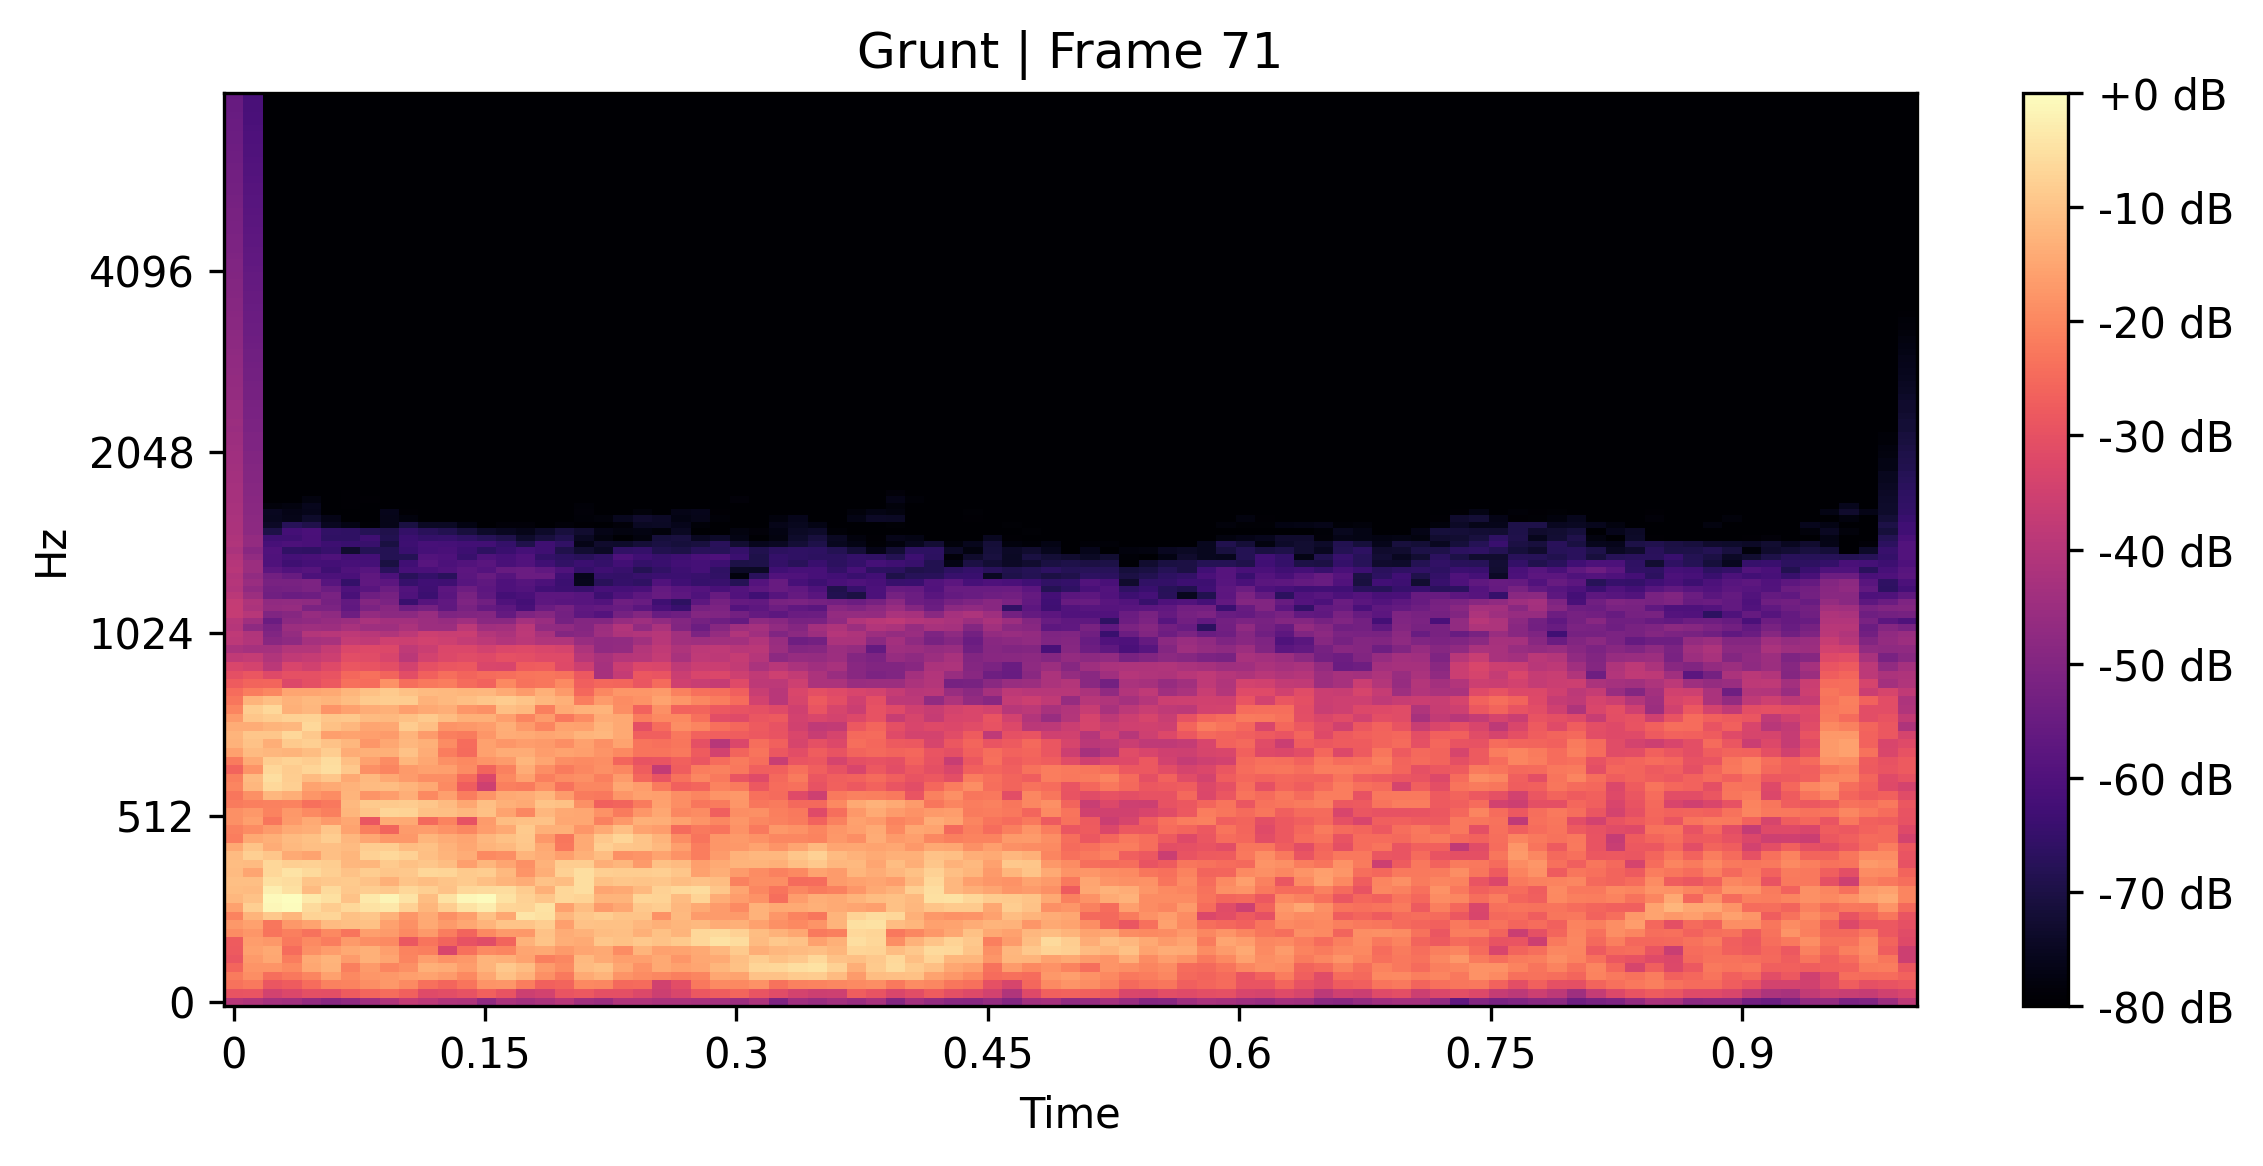 Grunt | Frame 71
Hz
4096
2048
1024
512
0
0 0.15 0.3 0.45 0.6 0.75 0.9
Time
+0 dB
-10 dB
-20 dB
-30 dB
-40 dB
-50 dB
-60 dB
-70 dB
-80 dB